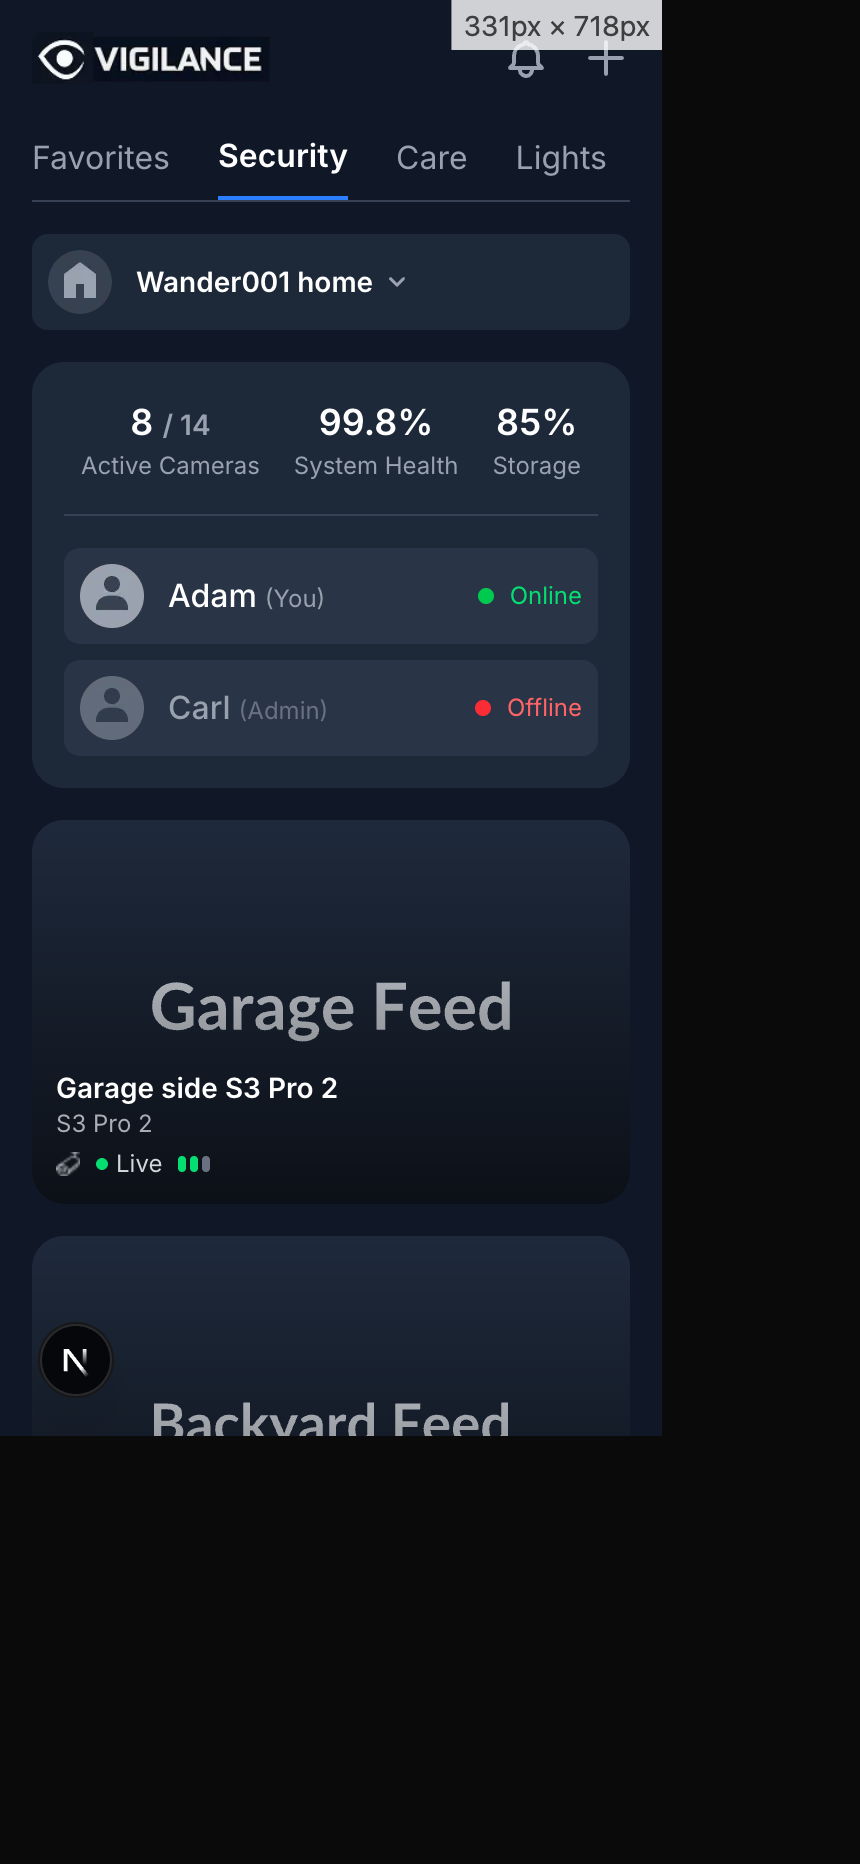 331px × 718px
VIGILANCE
Favorites Security Care Lights
Wander001 home
8 / 14 99.8% 85%
Active Cameras System Health Storage
Adam (You) Online
Carl (Admin) Offline
Garage Feed
Garage side S3 Pro 2
S3 Pro 2
Live
N
Backyard Feed